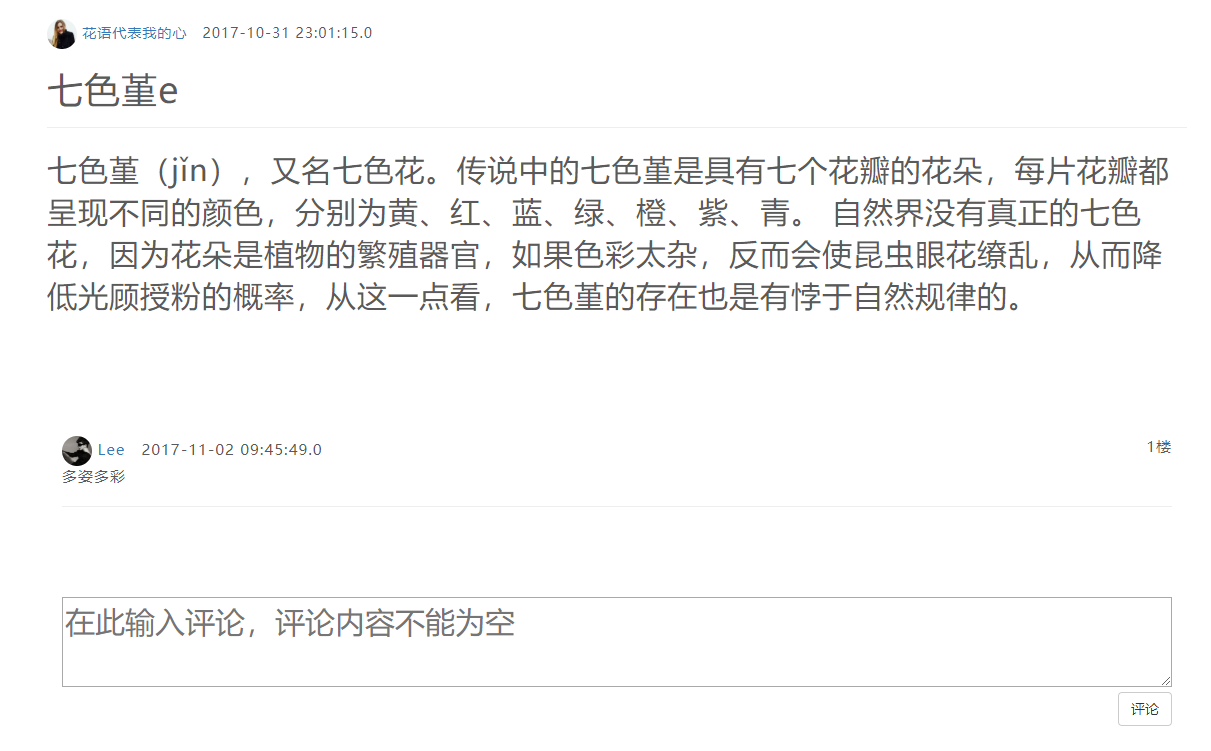 花语代表我的心 2017-10-31 23:01:15.0
七色堇e
七色堇（jǐn），又名七色花。传说中的七色堇是具有七个花瓣的花朵，每片花瓣都
呈现不同的颜色，分别为黄、红、蓝、绿、橙、紫、青。 自然界没有真正的七色
花，因为花朵是植物的繁殖器官，如果色彩太杂，反而会使昆虫眼花缭乱，从而降
低光顾授粉的概率，从这一点看，七色堇的存在也是有悖于自然规律的。
Lee 2017-11-02 09:45:49.0 1楼
多姿多彩
在此输入评论，评论内容不能为空
评论